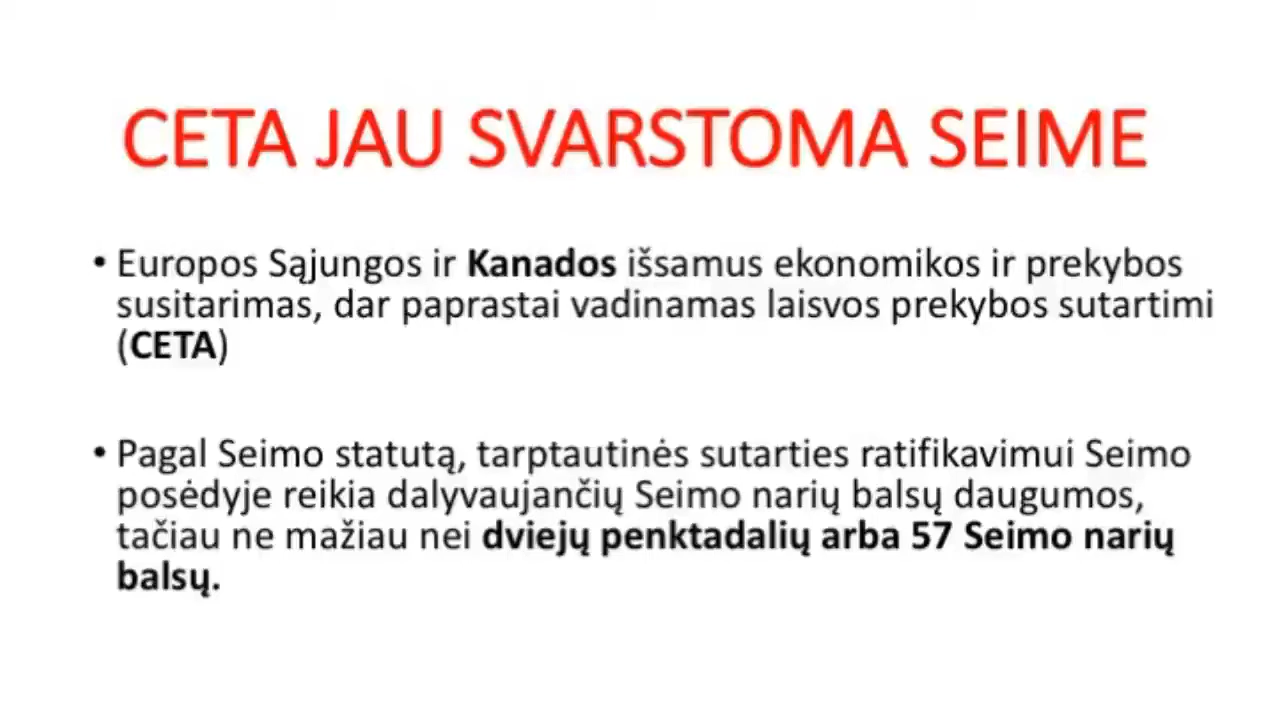 CETA JAU SVARSTOMA SEIME
• Europos Sąjungos ir Kanados išsamus ekonomikos ir prekybos
susitarimas, dar paprastai vadinamas laisvos prekybos sutartimi
(CETA)
• Pagal Seimo statutą, tarptautinės sutarties ratifikavimui Seimo
posėdyje reikia dalyvaujančių Seimo narių balsų daugumos,
tačiau ne mažiau nei dviejų penktadalių arba 57 Seimo narių
balsų.